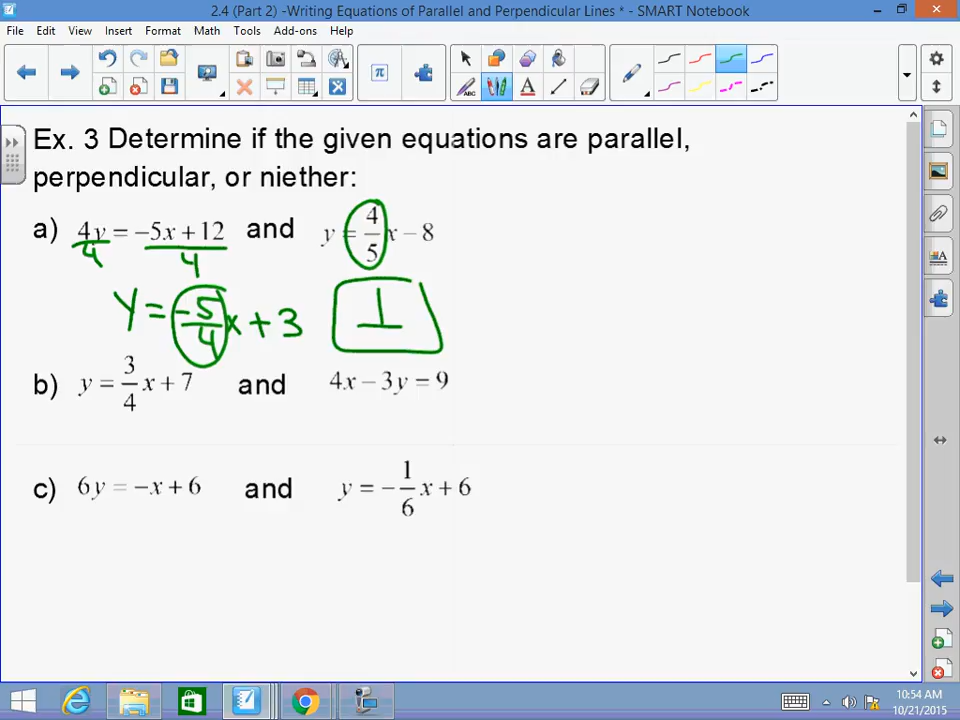 2.4 (Part 2) -Writing Equations of Parallel and Perpendicular Lines * - SMART Notebook
File Edit View Insert Format Math Tools Add-ons Help
Ex. 3 Determine if the given equations are parallel,
perpendicular, or niether:
a) 4y = -5x + 12 and y = 4/5 x - 8
4 4
y = -5/4 x + 3 ⊥
b) y = 3/4 x + 7 and 4x - 3y = 9
c) 6y = -x + 6 and y = -1/6 x + 6
10:54 AM
10/21/2015